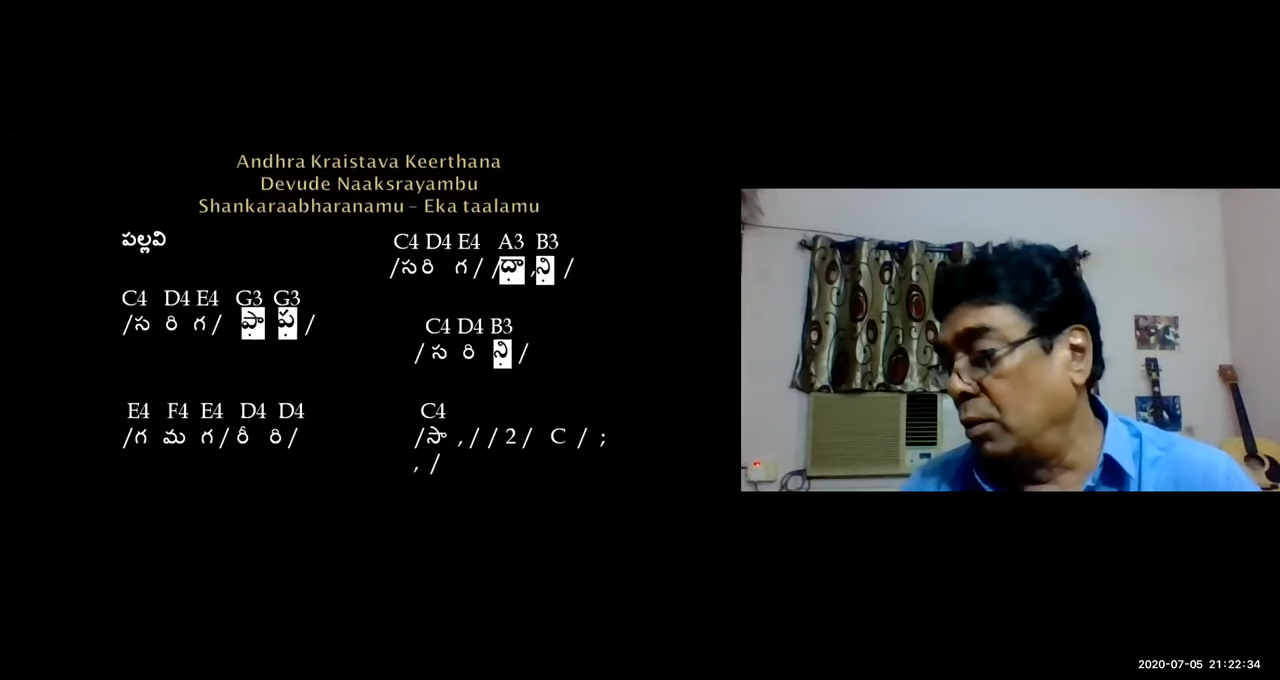 Andhra Kraistava Keerthana
Devude Naaksrayambu
Shankaraabharanamu – Eka taalamu
పల్లవి
C4 D4 E4 G3 G3
/స రి గ/ పా ప /
E4 F4 E4 D4 D4
/గ మ గ/రీ రి/
C4 D4 E4 A3 B3
/సరి గ/ /దా ,ని /
C4 D4 B3
/ స రి ని /
C4
/సా ,//2/ C / ;
, /
2020-07-05 21:22:34